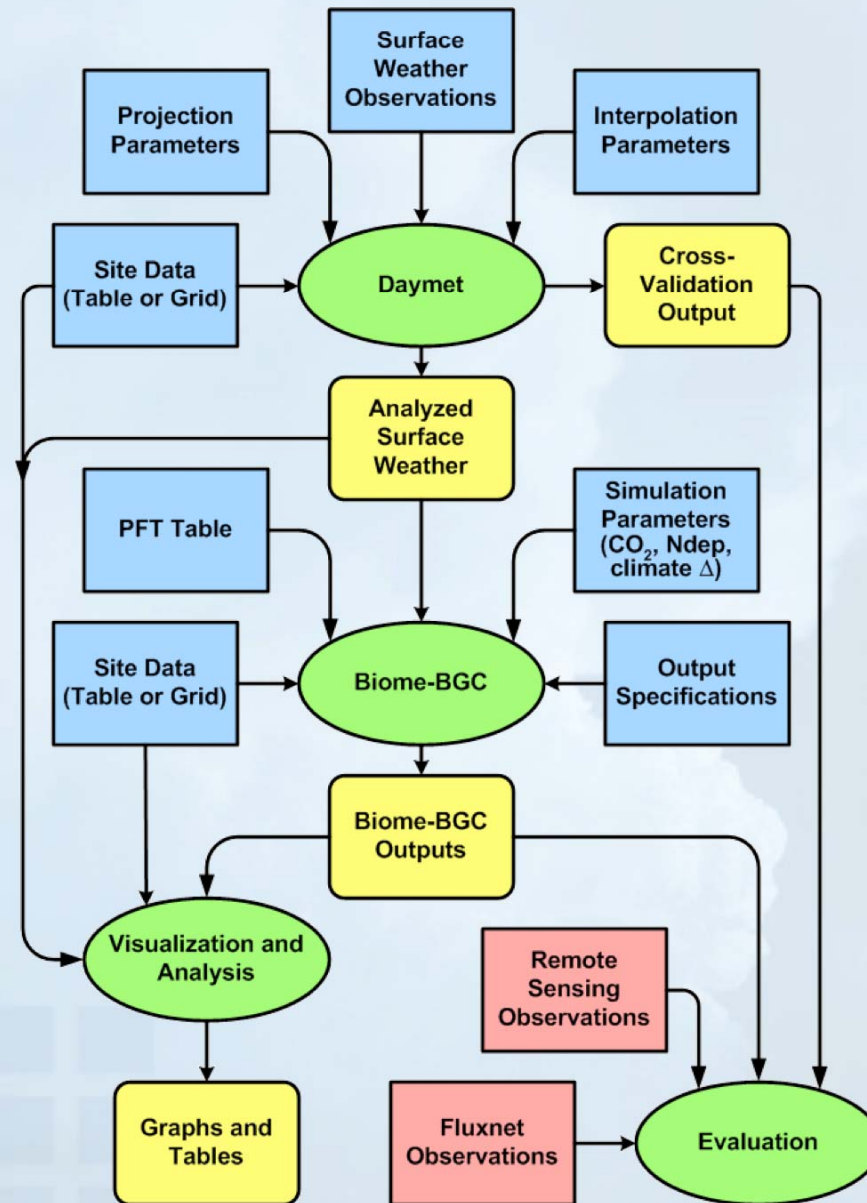 Surface
Weather
Observations
Projection
Parameters
Interpolation
Parameters
Site Data
(Table or Grid)
Daymet
Cross-
Validation
Output
Analyzed
Surface
Weather
PFT Table
Simulation
Parameters
(CO₂, Ndep,
climate Δ)
Site Data
(Table or Grid)
Biome-BGC
Output
Specifications
Biome-BGC
Outputs
Visualization and
Analysis
Remote
Sensing
Observations
Graphs and
Tables
Fluxnet
Observations
Evaluation